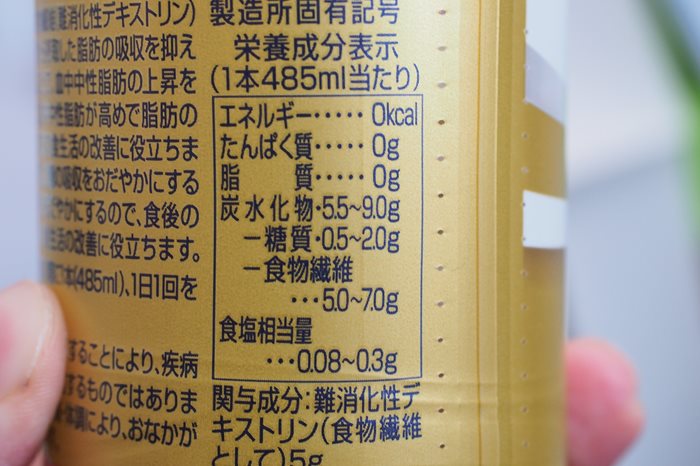 難消化性デキストリン)
した脂肪の吸収を抑え
血中中性脂肪の上昇を
性脂肪が高めで脂肪の
生活の改善に役立ちま
の吸収をおだやかにする
やかにするので、食後の
活の改善に役立ちます。
本(485ml)、1日1回を
することにより、疾病
するものではありま
体調により、おなかが
製造所固有記号
栄養成分表示
(1本485ml当たり)
エネルギー‥‥‥0kcal
たんぱく質‥‥‥0g
脂質‥‥‥0g
炭水化物・5.5~9.0g
-糖質・0.5~2.0g
-食物繊維
‥・5.0~7.0g
食塩相当量
‥・0.08~0.3g
関与成分:難消化性デ
キストリン(食物繊維
として)5g